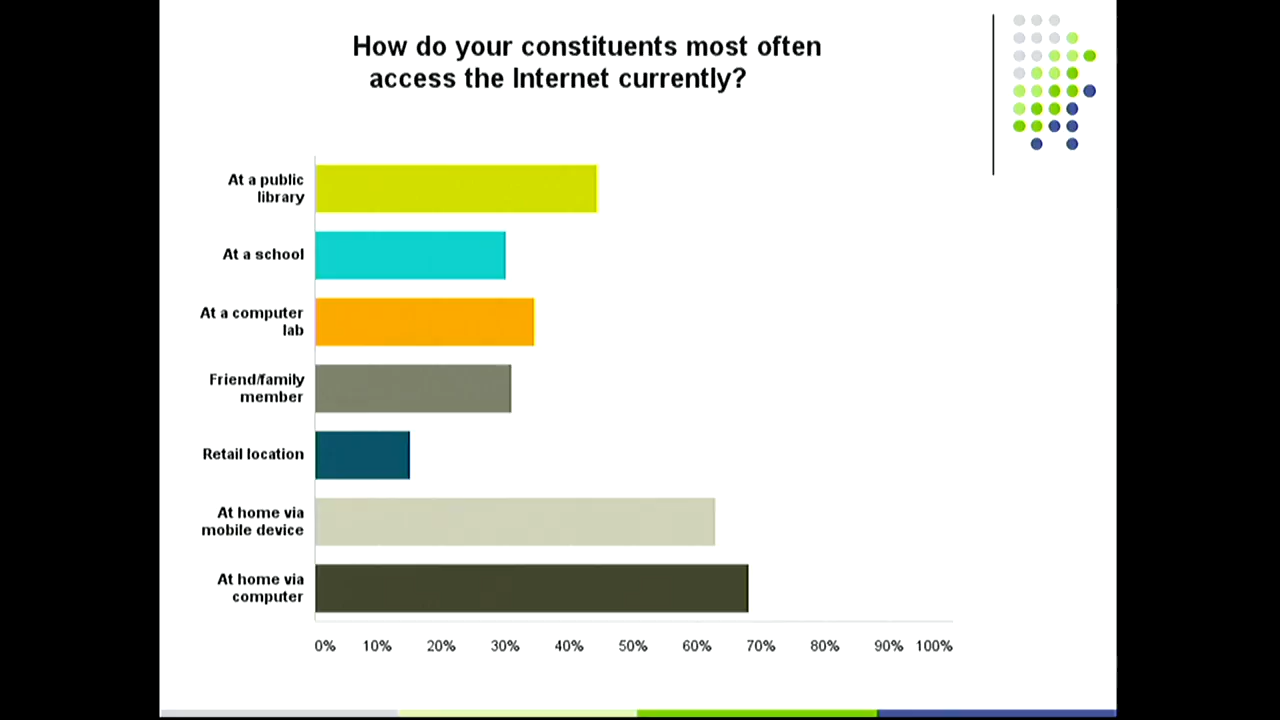 How do your constituents most often
access the Internet currently?
At a public
library
At a school
At a computer
lab
Friend/family
member
Retail location
At home via
mobile device
At home via
computer
0% 10% 20% 30% 40% 50% 60% 70% 80% 90% 100%